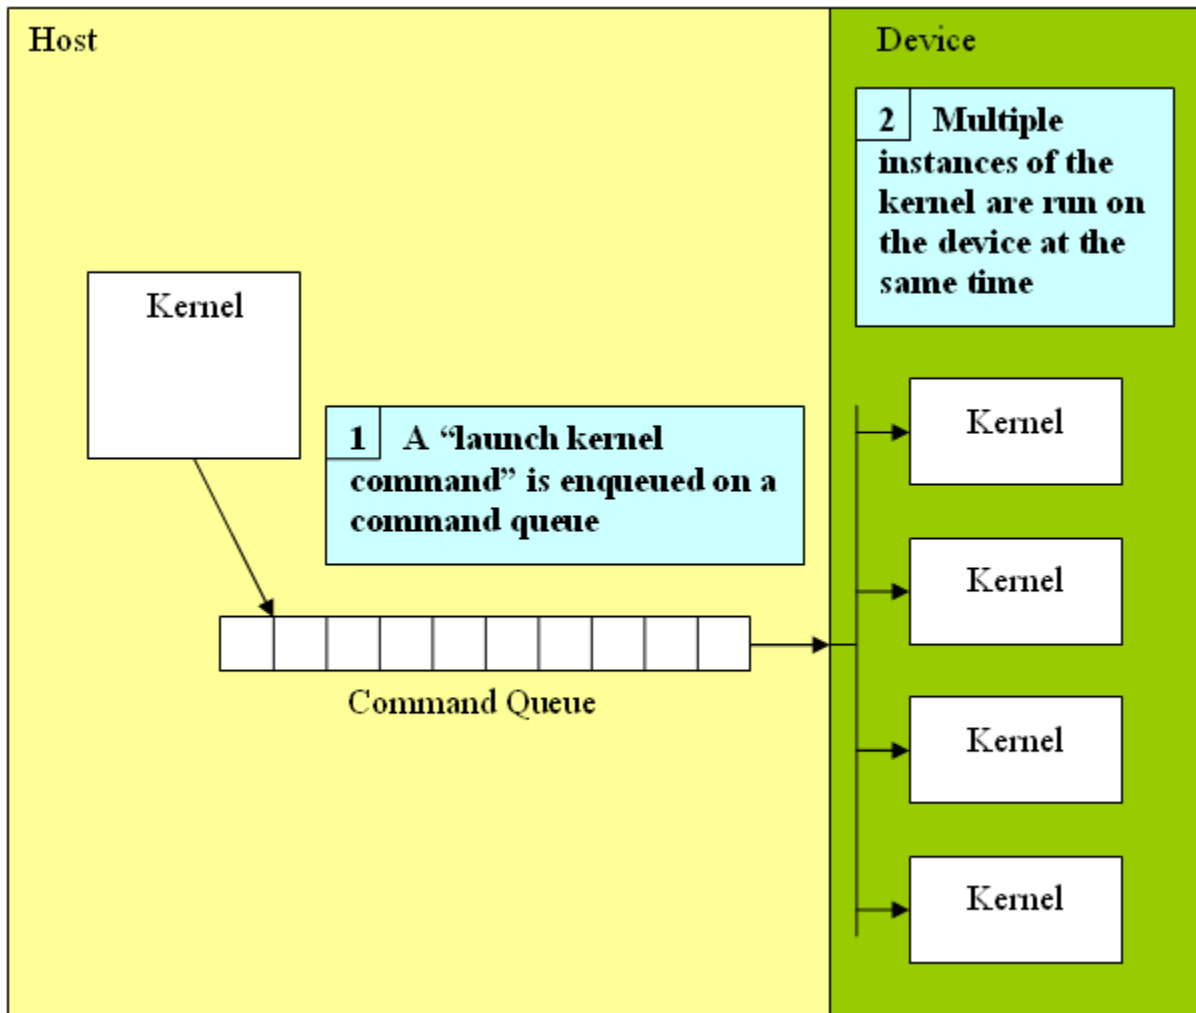 Host
Device
2 Multiple
instances of the
kernel are run on
the device at the
same time
Kernel
1 A “launch kernel
command” is enqueued on a
command queue
Command Queue
Kernel
Kernel
Kernel
Kernel